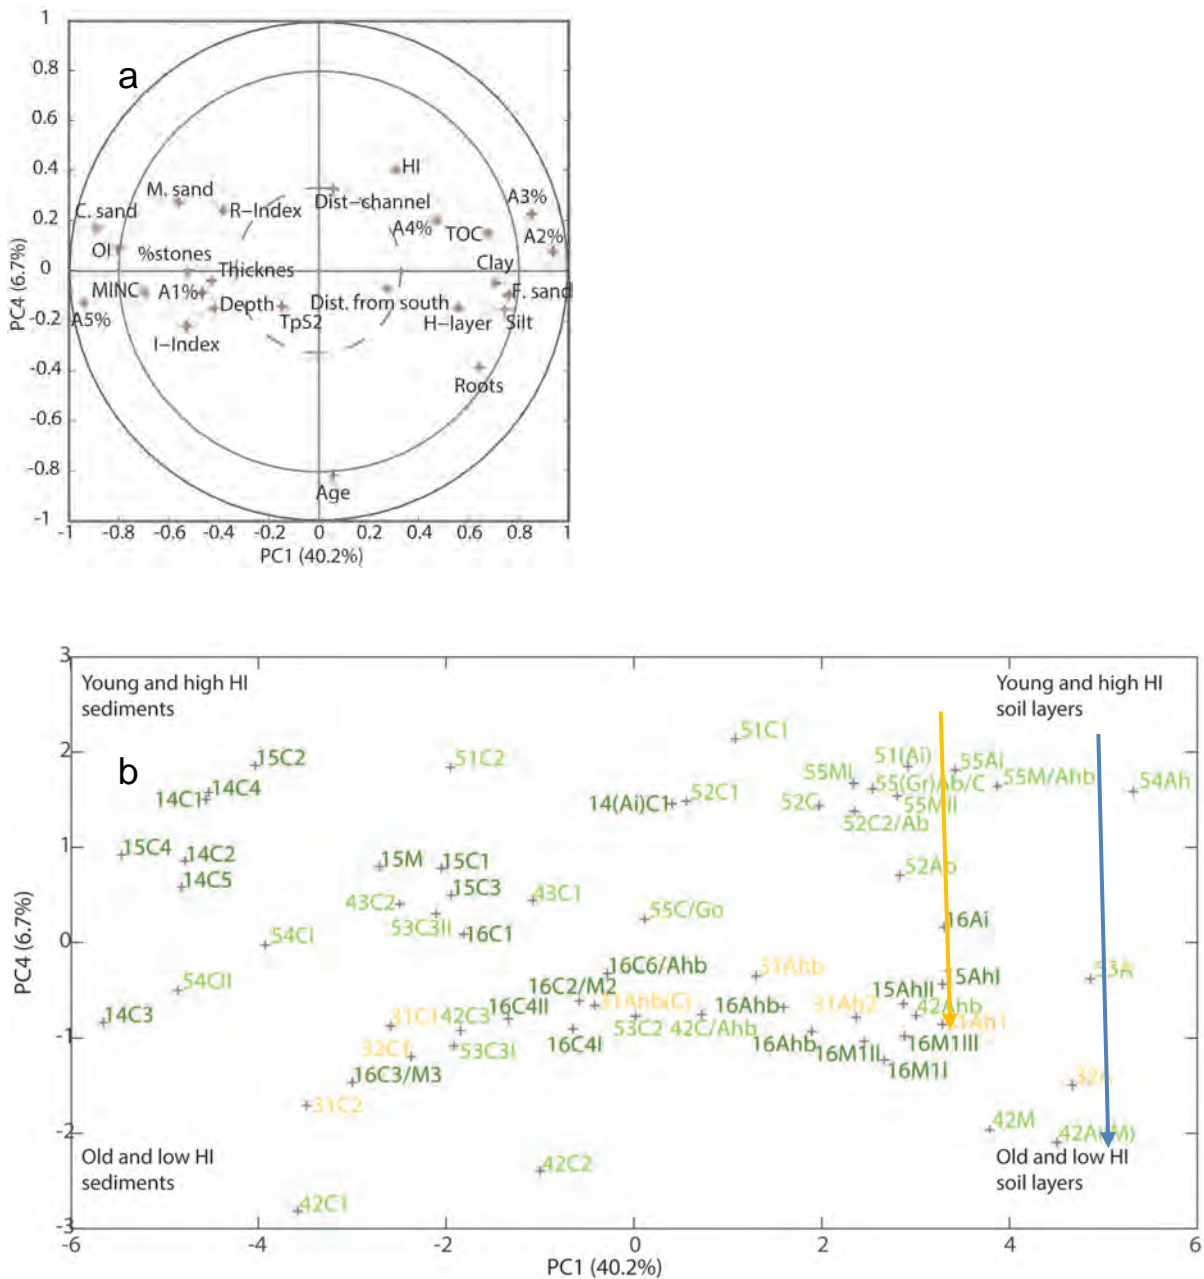 1
0.8
a
0.6
0.4
HI
M. sand
Dist-channel
A3%
C. sand
R-Index
0.2
A4%
TOC
A2%
OI
%stones
Clay
0
Thicknes
MINC
A1%
Depth
Dist. from south
F. sand
A5%
TpS2
H-layer
Silt
-0.2
I-Index
Roots
-0.4
-0.6
-0.8
Age
-1
-1 -0.8 -0.6 -0.4 -0.2 0 0.2 0.4 0.6 0.8 1
PC4 (6.7%)
PC1 (40.2%)
3
Young and high HI
sediments
Young and high HI
soil layers
b
51C1
2
15C2
51C2
51(Ai)
55Ai
14C4
55MI
55(Gr)Ab/C
55M/Ahb
54Ah
14C1
14(Ai)C1
52C1
52C
55MII
52C2/Ab
1
15C4
14C2
15M
15C1
52Ab
14C5
15C3
43C2
43C1
53C3II
55C/Go
16Ai
0
54CI
16C1
54CII
16C6/Ahb
31Ahb
15AhI
53A
16C2/M2
15AhII
14C3
31C1
42C3
16C4II
31Ahb(C)
16Ahb
31Ah2
42Ahb
31Ah1
-1
32C1
53C3I
16C4I
53C2
42C/Ahb
16Ahb
16M1II
16M1III
16C3/M3
16M1I
32A
31C2
42M
-2
42A(M)
Old and low HI
sediments
42C2
Old and low HI
soil layers
42C1
-3
-6 -4 -2 0 2 4 6
PC4 (6.7%)
PC1 (40.2%)